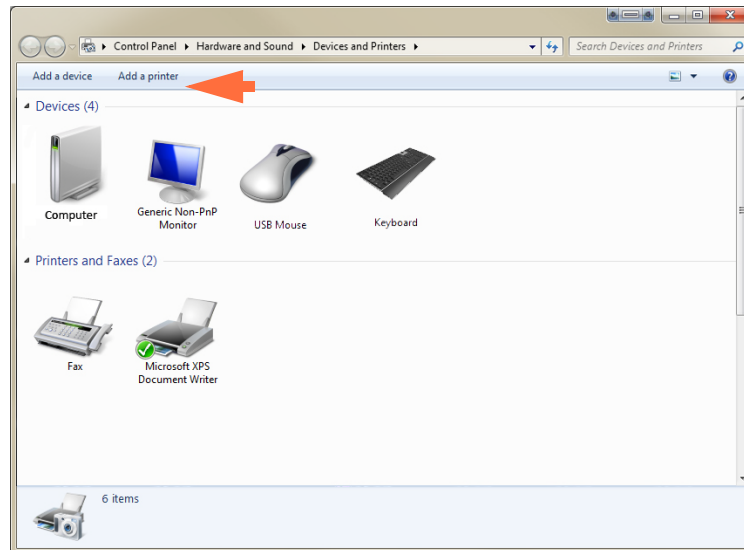 Control Panel Hardware and Sound Devices and Printers
Search Devices and Printers
Add a device Add a printer
Devices (4)
Computer
Generic Non-PnP
Monitor
USB Mouse
Keyboard
Printers and Faxes (2)
Fax
Microsoft XPS
Document Writer
6 items